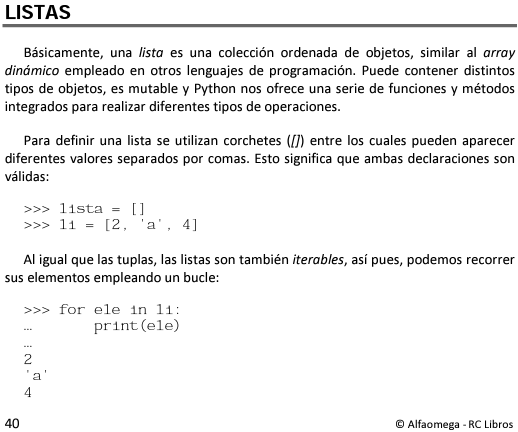 LISTAS
Básicamente, una lista es una colección ordenada de objetos, similar al array
dinámico empleado en otros lenguajes de programación. Puede contener distintos
tipos de objetos, es mutable y Python nos ofrece una serie de funciones y métodos
integrados para realizar diferentes tipos de operaciones.
Para definir una lista se utilizan corchetes ([]) entre los cuales pueden aparecer
diferentes valores separados por comas. Esto significa que ambas declaraciones son
válidas:
>>> lista = []
>>> li = [2, 'a', 4]
Al igual que las tuplas, las listas son también iterables, así pues, podemos recorrer
sus elementos empleando un bucle:
>>> for ele in li:
…       print(ele)
…
2
'a'
4
40 © Alfaomega - RC Libros